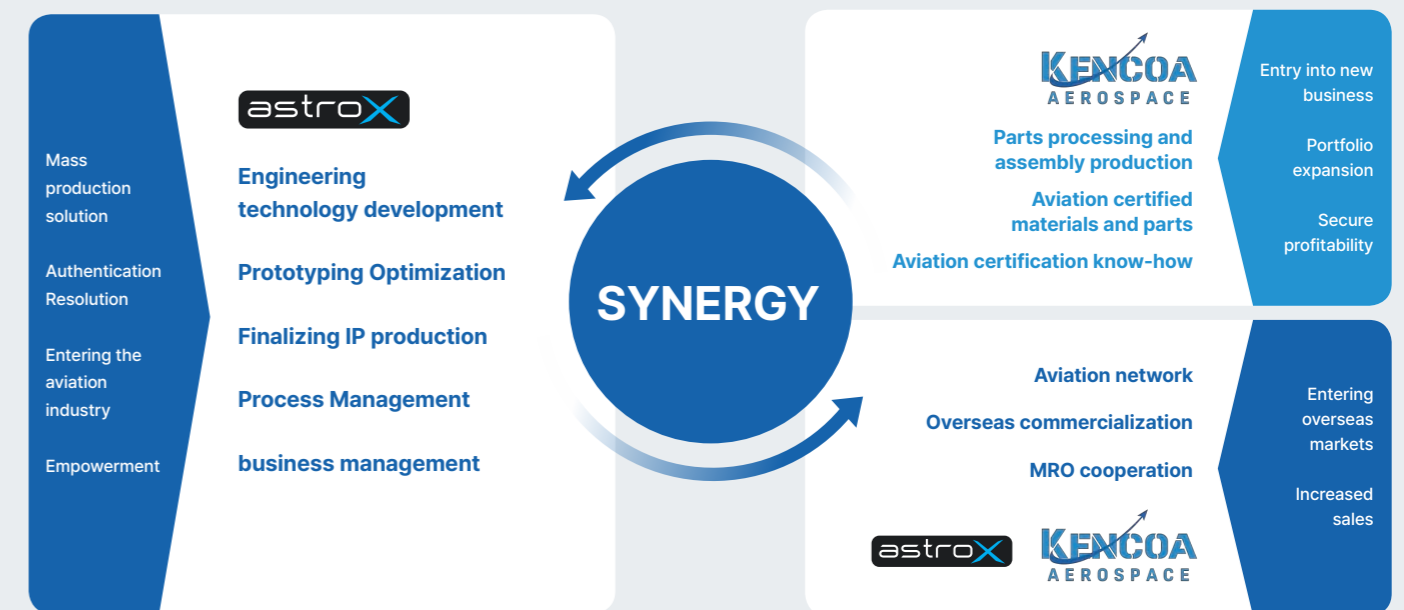 Mass
production
solution
Authentication
Resolution
Entering the
aviation
industry
Empowerment
astroX
Engineering
technology development
Prototyping Optimization
Finalizing IP production
Process Management
business management
SYNERGY
KENCOA
AEROSPACE
Parts processing and
assembly production
Aviation certified
materials and parts
Aviation certification know-how
Entry into new
business
Portfolio
expansion
Secure
profitability
Aviation network
Overseas commercialization
MRO cooperation
astroX
KENCOA
AEROSPACE
Entering
overseas
markets
Increased
sales